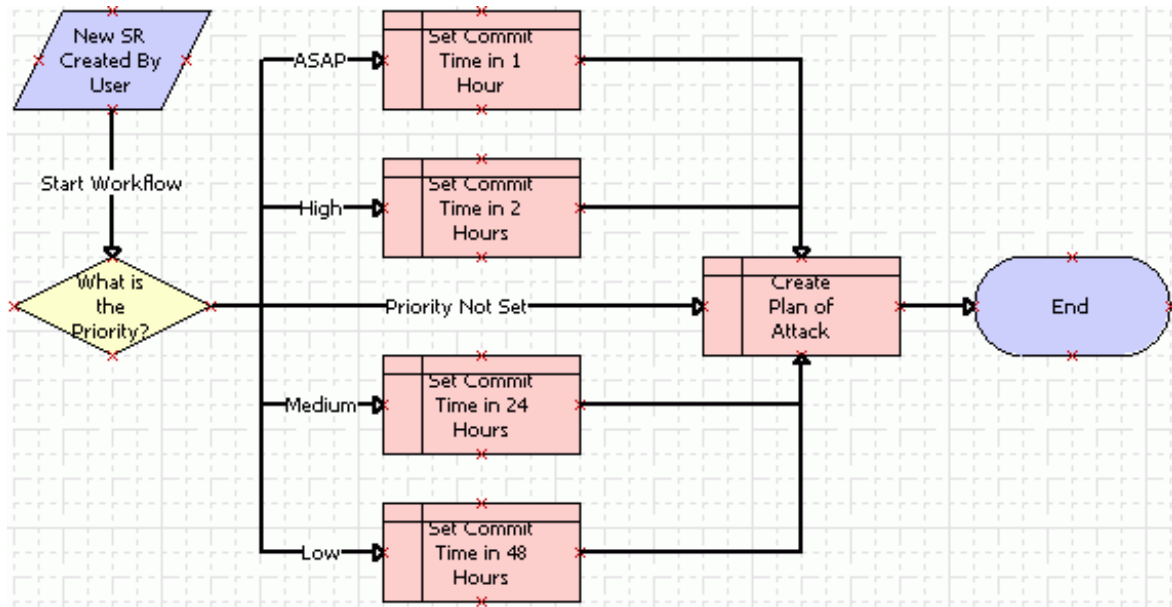 New SR
Created By
User
Start Workflow
What is
the
Priority?
ASAP
Set Commit
Time in 1
Hour
High
Set Commit
Time in 2
Hours
Priority Not Set
Medium
Set Commit
Time in 24
Hours
Low
Set Commit
Time in 48
Hours
Create
Plan of
Attack
End